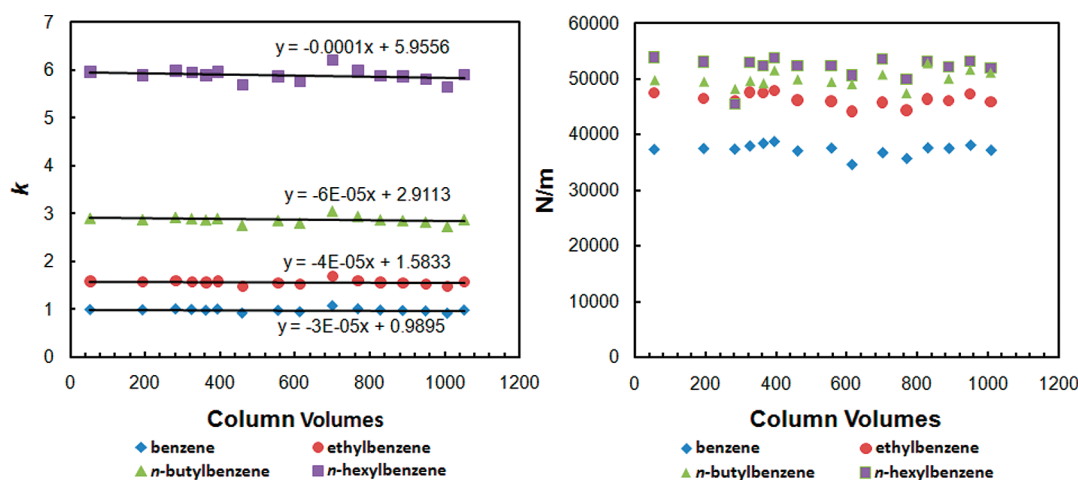 7
6
5
4
3
2
1
0
k
y = -0.0001x + 5.9556
y = -6E-05x + 2.9113
y = -4E-05x + 1.5833
y = -3E-05x + 0.9895
0 200 400 600 800 1000 1200
Column Volumes
benzene ethylbenzene
n-butylbenzene n-hexylbenzene
60000
50000
40000
30000
20000
10000
0
N/m
0 200 400 600 800 1000 1200
Column Volumes
benzene ethylbenzene
n-butylbenzene n-hexylbenzene